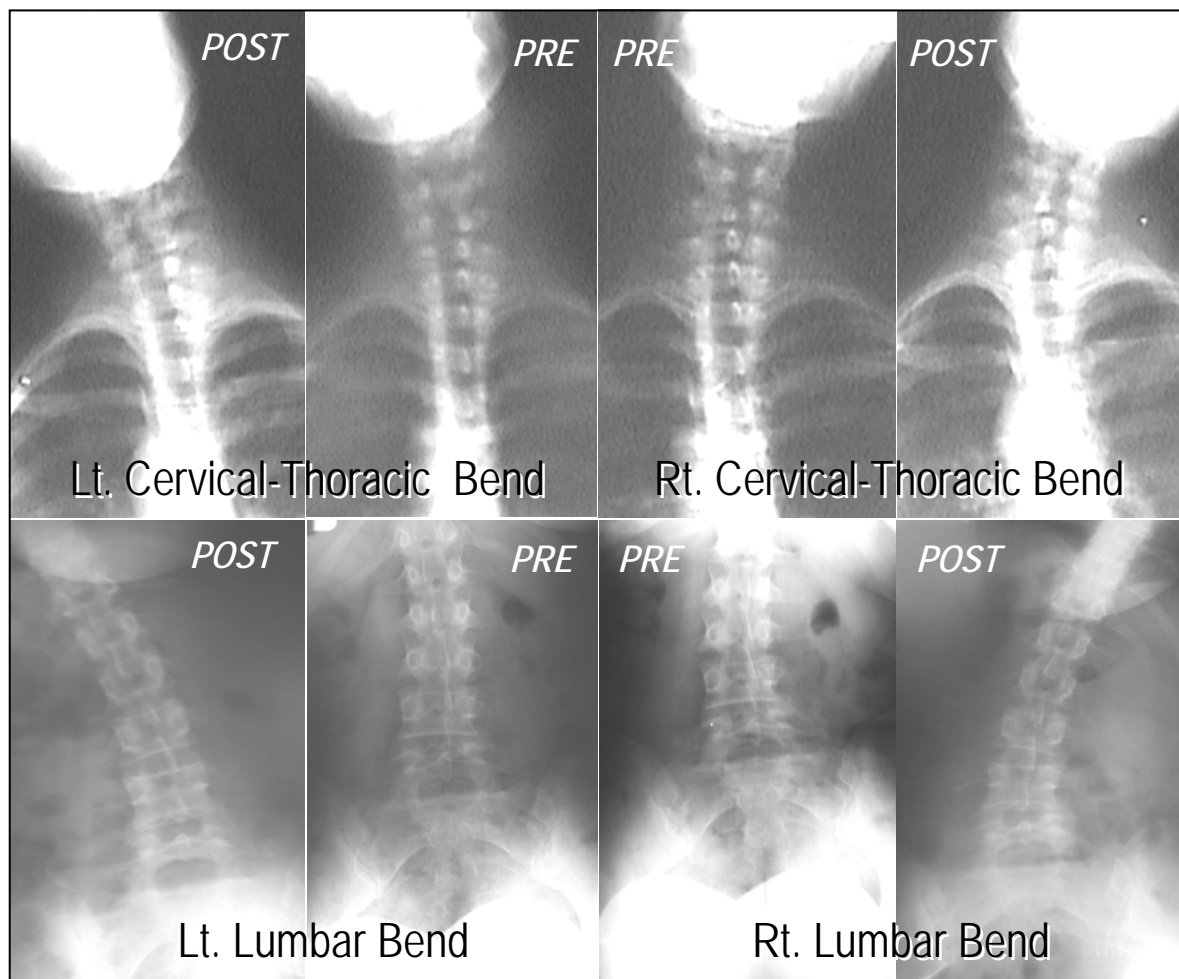 POST
PRE
PRE
POST
Lt. Cervical-Thoracic Bend
Rt. Cervical-Thoracic Bend
POST
PRE
PRE
POST
Lt. Lumbar Bend
Rt. Lumbar Bend